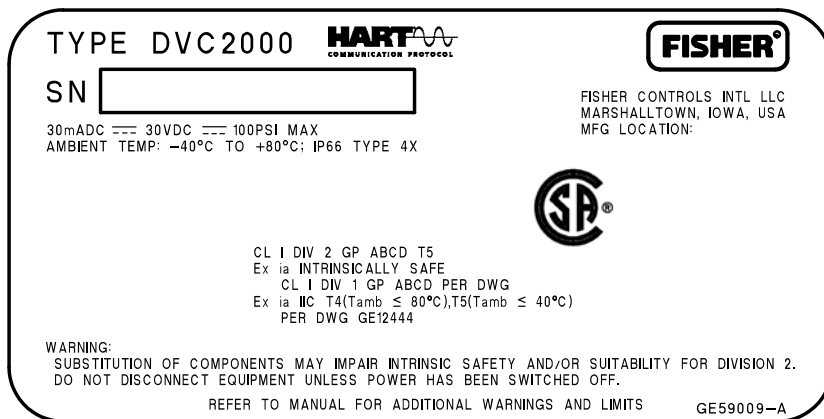 TYPE DVC2000
HART
COMMUNICATION PROTOCOL
FISHER®
SN
FISHER CONTROLS INTL LLC
MARSHALLTOWN, IOWA, USA
MFG LOCATION:
30mADC ⎓ 30VDC ⎓ 100PSI MAX
AMBIENT TEMP: -40°C TO +80°C; IP66 TYPE 4X
SA ®
CL I DIV 2 GP ABCD T5
Ex ia INTRINSICALLY SAFE
CL I DIV 1 GP ABCD PER DWG
Ex ia IIC T4(Tamb ≤ 80°C),T5(Tamb ≤ 40°C)
PER DWG GE12444
WARNING:
SUBSTITUTION OF COMPONENTS MAY IMPAIR INTRINSIC SAFETY AND/OR SUITABILITY FOR DIVISION 2.
DO NOT DISCONNECT EQUIPMENT UNLESS POWER HAS BEEN SWITCHED OFF.
REFER TO MANUAL FOR ADDITIONAL WARNINGS AND LIMITS
GE59009-A